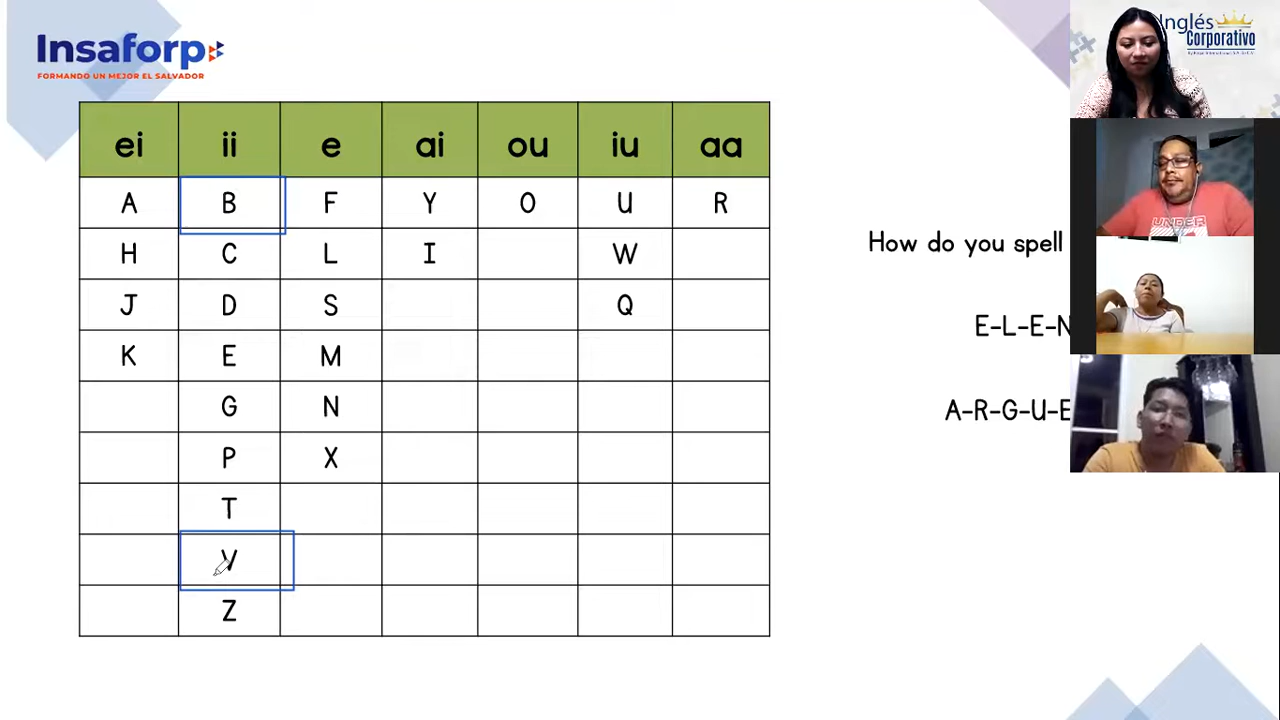 Insaforp
FORMANDO UN MEJOR EL SALVADOR
Inglés
Corporativo
ei ii e ai ou iu aa
A B F Y O U R
H C L I W
J D S Q
K E M
G N
P X
T
V
Z
How do you spell
E-L-E-N
A-R-G-U-E
UNDER